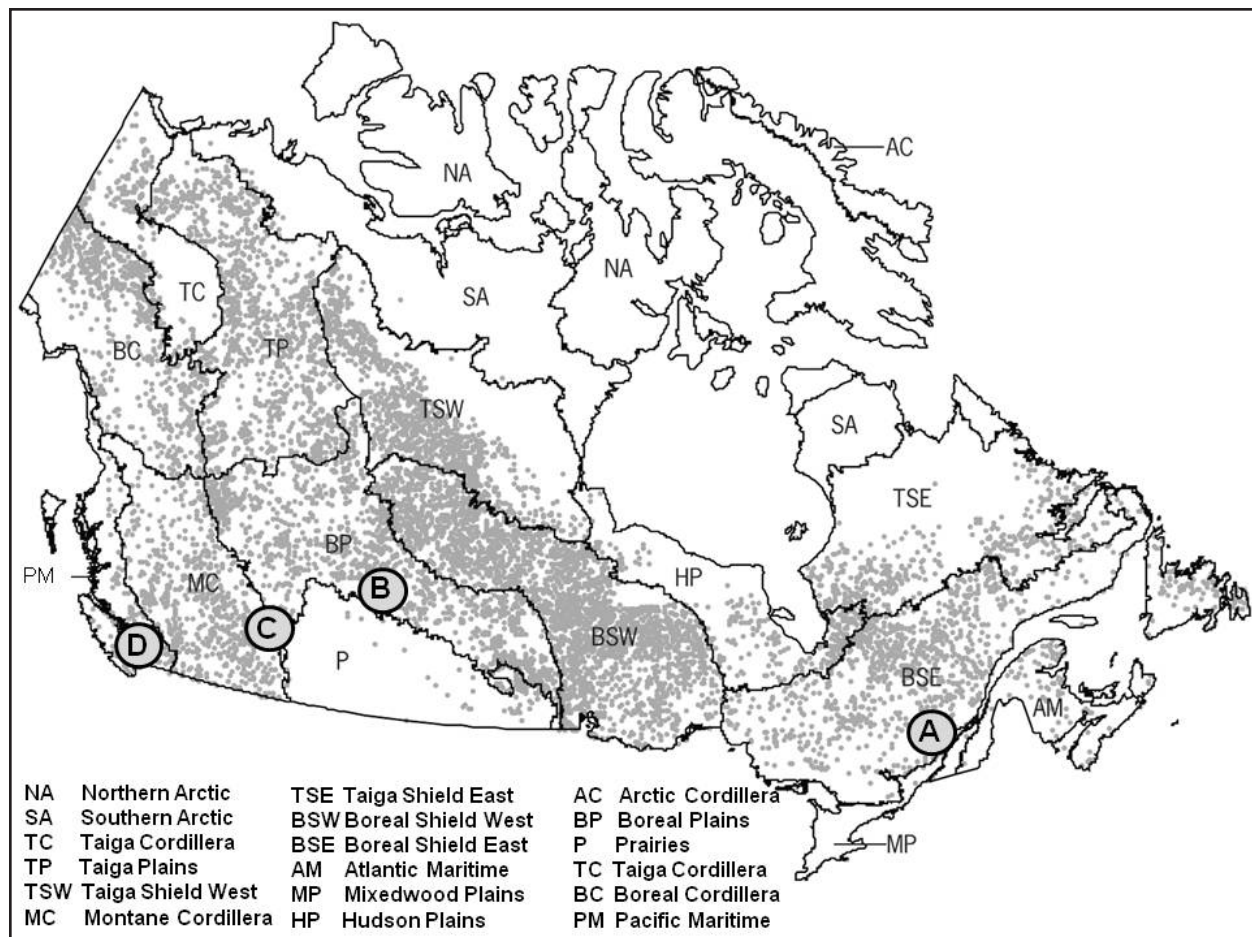 AC
NA
NA
TC
SA
BC
TP
TSW
SA
TSE
BP
HP
PM
MC
B
C
D
P
BSW
BSE
A
AM
MP
NA Northern Arctic
SA Southern Arctic
TC Taiga Cordillera
TP Taiga Plains
TSW Taiga Shield West
MC Montane Cordillera
TSE Taiga Shield East
BSW Boreal Shield West
BSE Boreal Shield East
AM Atlantic Maritime
MP Mixedwood Plains
HP Hudson Plains
AC Arctic Cordillera
BP Boreal Plains
P Prairies
TC Taiga Cordillera
BC Boreal Cordillera
PM Pacific Maritime